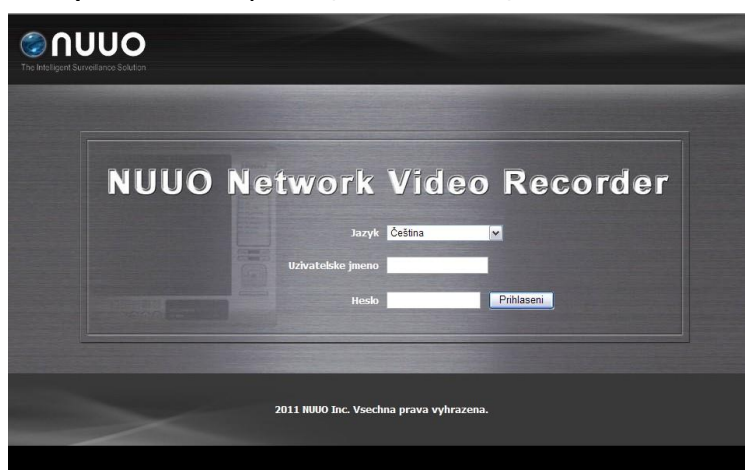 nuuo
The Intelligent Surveillance Solution
NUUO Network Video Recorder
Jazyk Čeština
Uzivatelske jmeno
Heslo Prihlaseni
2011 NUUO Inc. Vsechna prava vyhrazena.